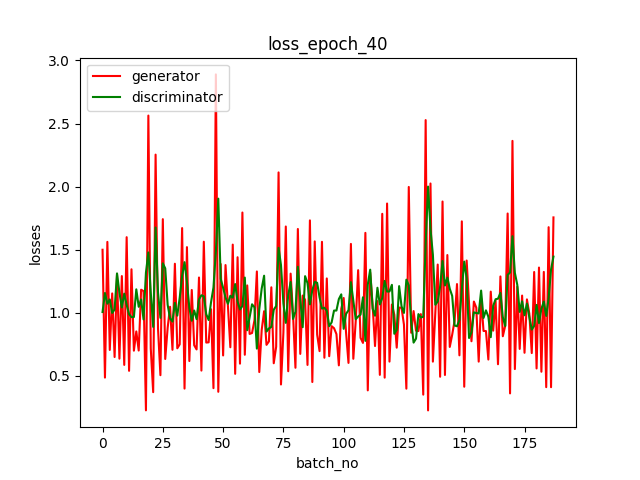 loss_epoch_40
generator
discriminator
3.0
2.5
2.0
1.5
1.0
0.5
losses
0 25 50 75 100 125 150 175
batch_no